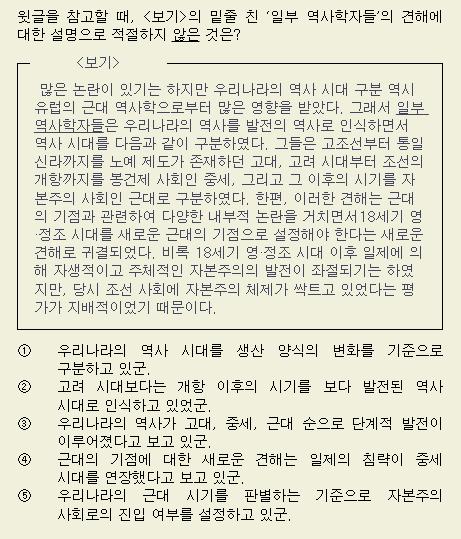 윗글을 참고할 때, <보기>의 밑줄 친 '일부 역사학자들'의 견해에
대한 설명으로 적절하지 않은 것은?
<보기>
많은 논란이 있기는 하지만 우리나라의 역사 시대 구분 역시
유럽의 근대 역사학으로부터 많은 영향을 받았다. 그래서 일부
역사학자들은 우리나라의 역사를 발전의 역사로 인식하면서
역사 시대를 다음과 같이 구분하였다. 그들은 고조선부터 통일
신라까지를 노예 제도가 존재하던 고대, 고려 시대부터 조선의
개항까지를 봉건제 사회인 중세, 그리고 그 이후의 시기를 자
본주의 사회인 근대로 구분하였다. 한편, 이러한 견해는 근대
의 기점과 관련하여 다양한 내부적 논란을 거치면서18세기 영
·정조 시대를 새로운 근대의 기점으로 설정해야 한다는 새로운
견해로 귀결되었다. 비록 18세기 영·정조 시대 이후 일제에 의
해 자생적이고 주체적인 자본주의의 발전이 좌절되기는 하였
지만, 당시 조선 사회에 자본주의 체제가 싹트고 있었다는 평
가가 지배적이었기 때문이다.
① 우리나라의 역사 시대를 생산 양식의 변화를 기준으로
구분하고 있군.
② 고려 시대보다는 개항 이후의 시기를 보다 발전된 역사
시대로 인식하고 있었군.
③ 우리나라의 역사가 고대, 중세, 근대 순으로 단계적 발전이
이루어졌다고 보고 있군.
④ 근대의 기점에 대한 새로운 견해는 일제의 침략이 중세
시대를 연장했다고 보고 있군.
⑤ 우리나라의 근대 시기를 판별하는 기준으로 자본주의
사회로의 진입 여부를 설정하고 있군.